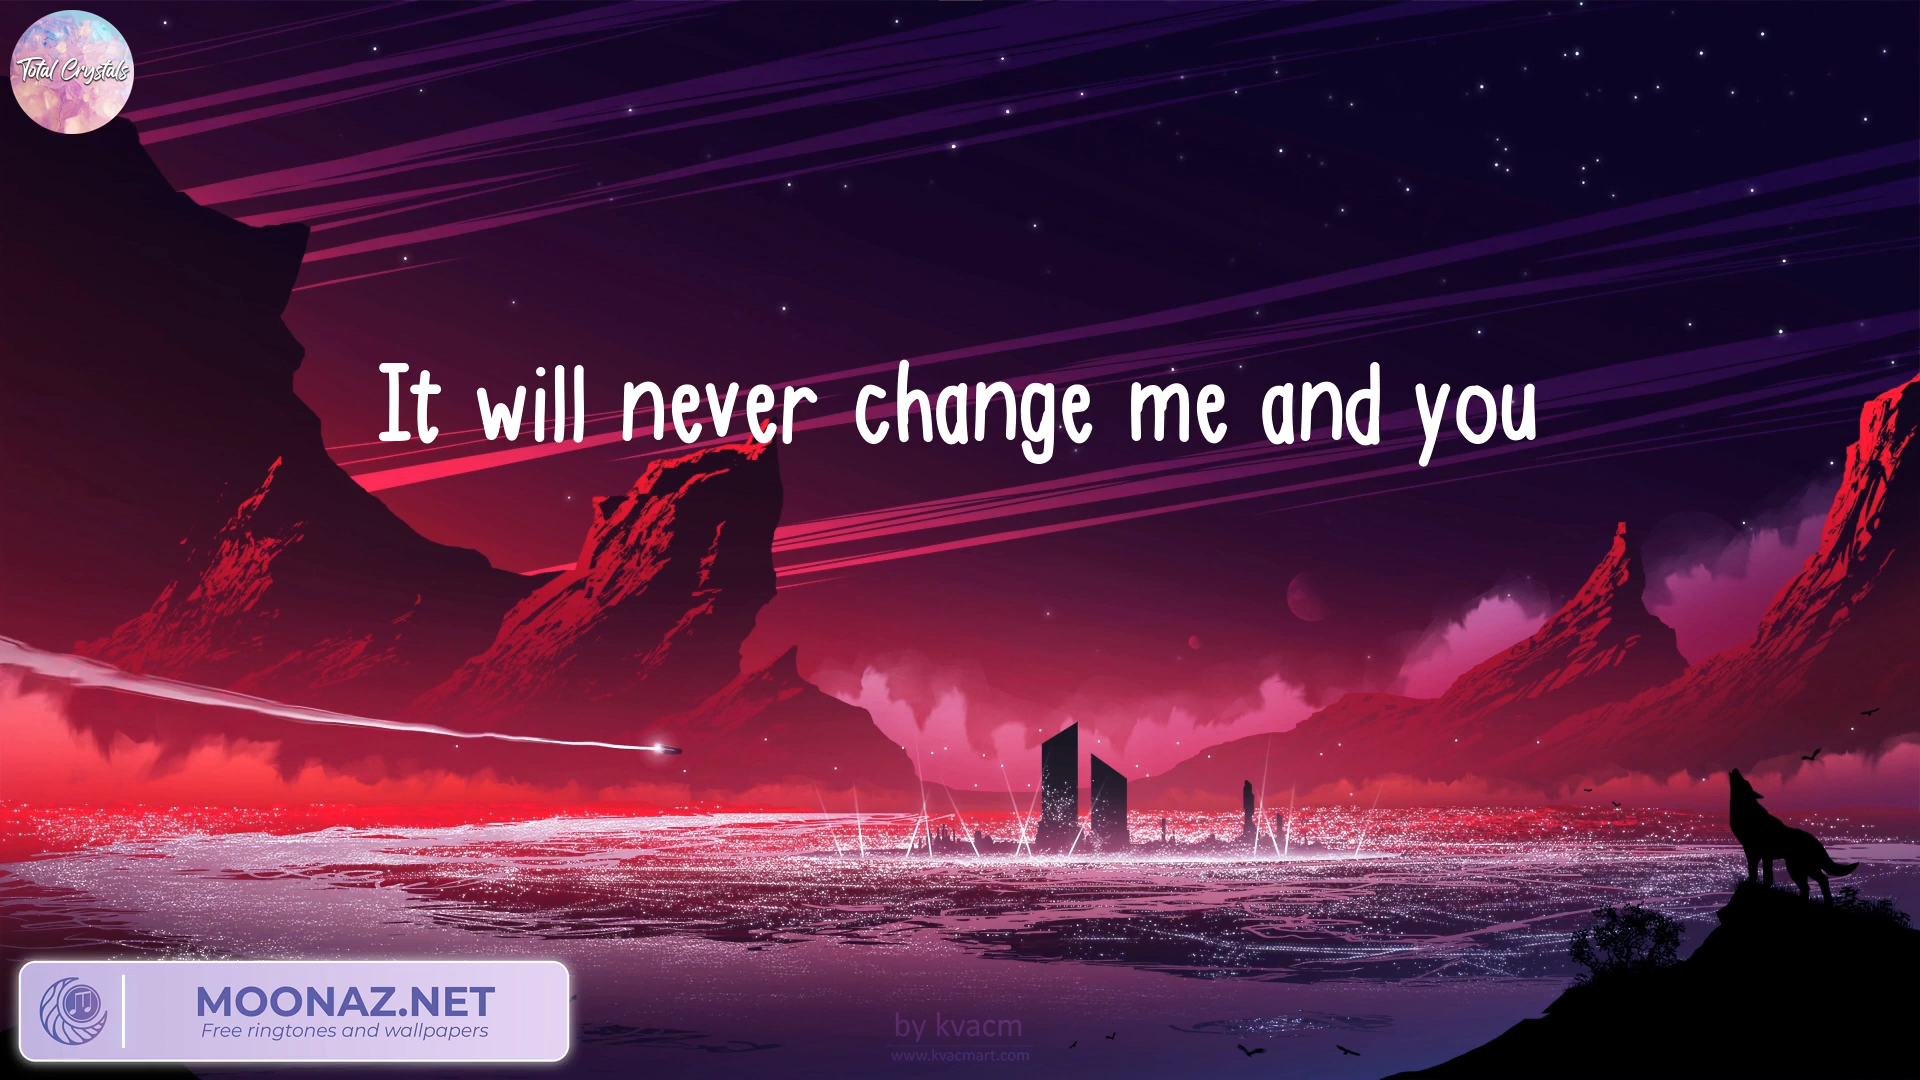 Total Crystals
It will never change me and you
MOONAZ.NET
Free ringtones and wallpapers
by kvacm
www.kvacmart.com